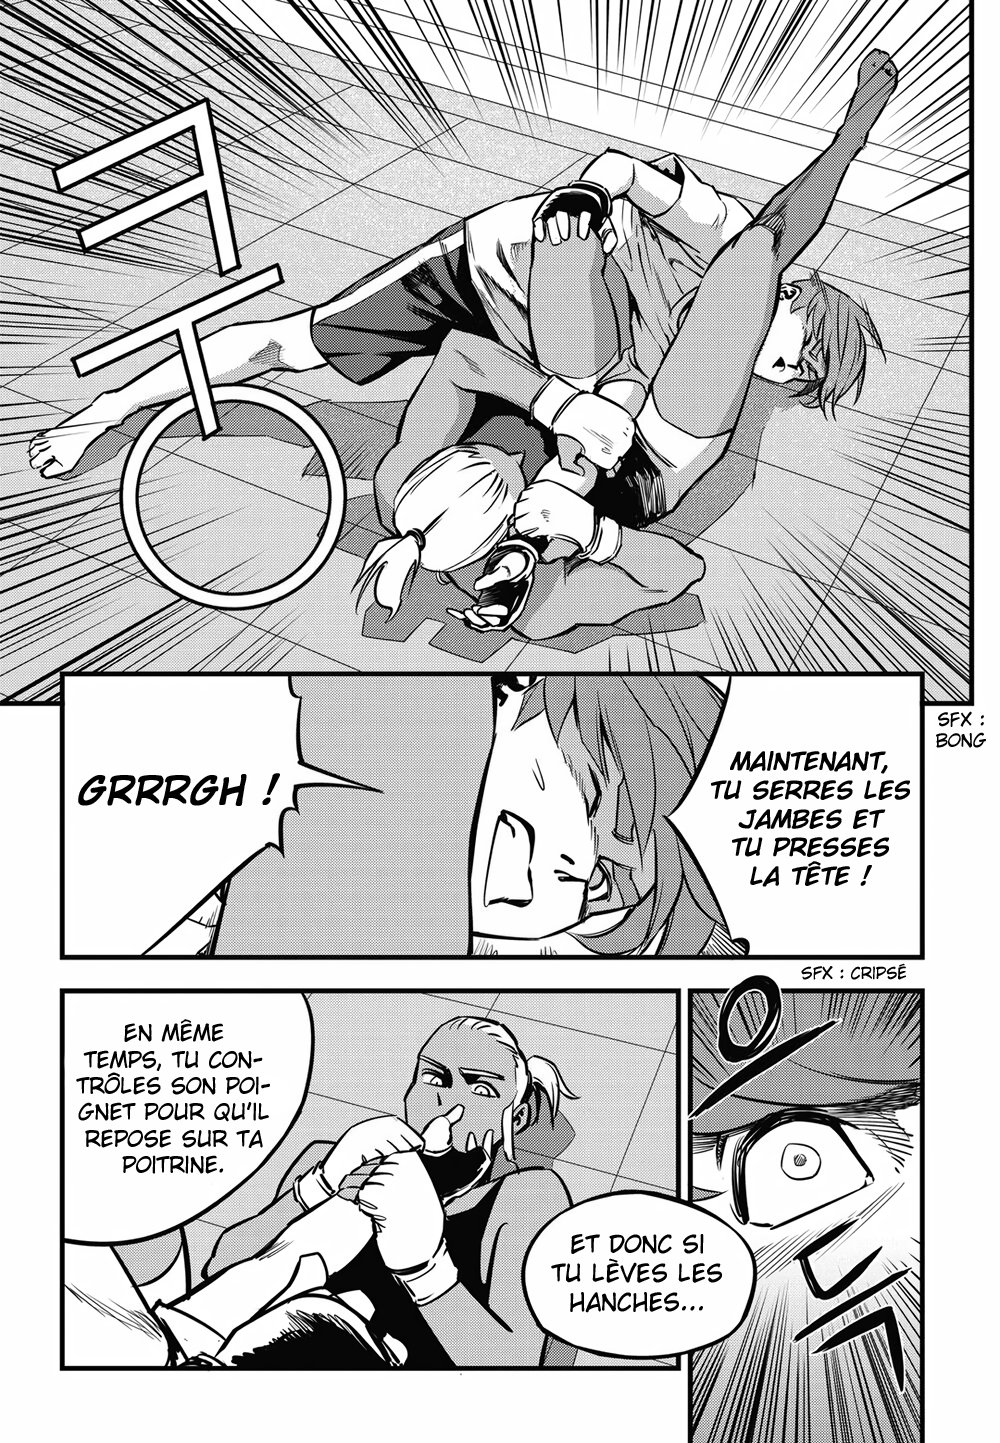 쿵
SFX :
BONG
GRRRGH !
MAINTENANT,
TU SERRES LES
JAMBES ET
TU PRESSES
LA TÊTE !
SFX : CRIPSÉ
EN MÊME
TEMPS, TU CON-
TRÔLES SON POI-
GNET POUR QU'IL
REPOSE SUR TA
POITRINE.
ET DONC SI
TU LÈVES LES
HANCHES...